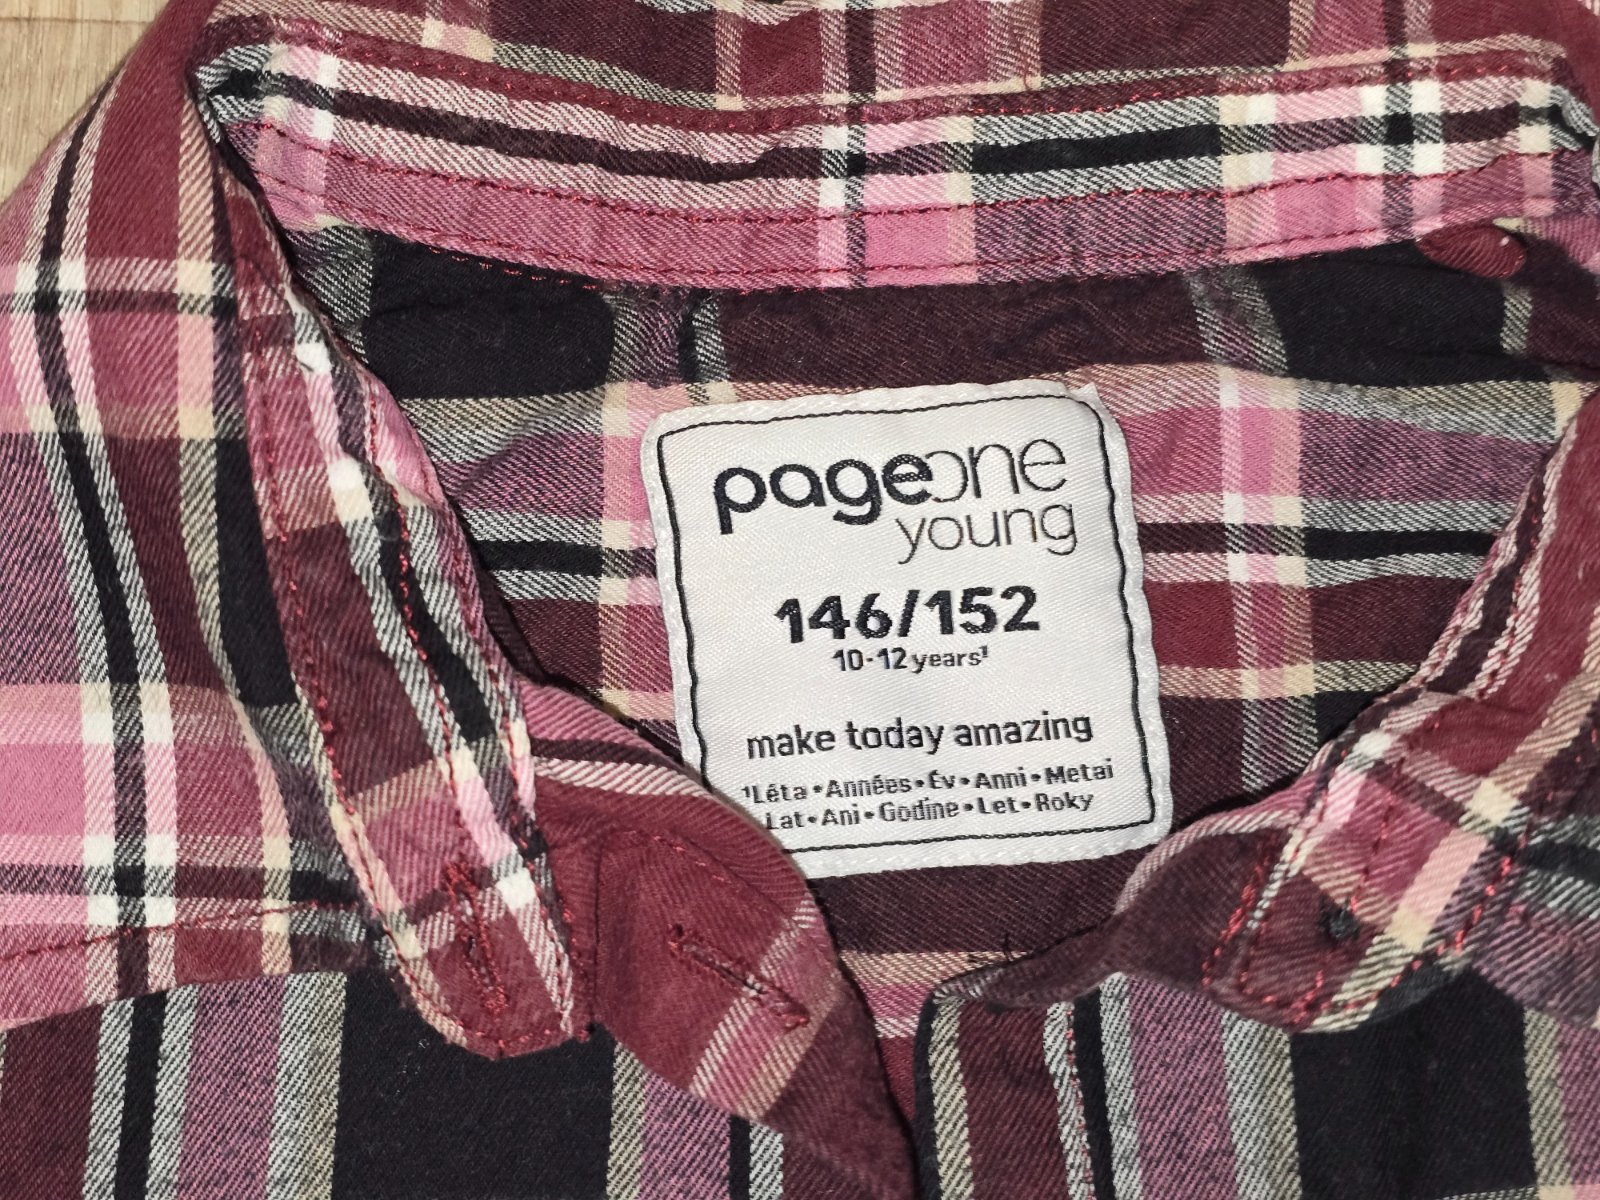 pageone
young
146/152
10-12 years¹
make today amazing
¹Léta • Années • Év • Anni • Metai
Lat • Ani • Godine • Let • Roky